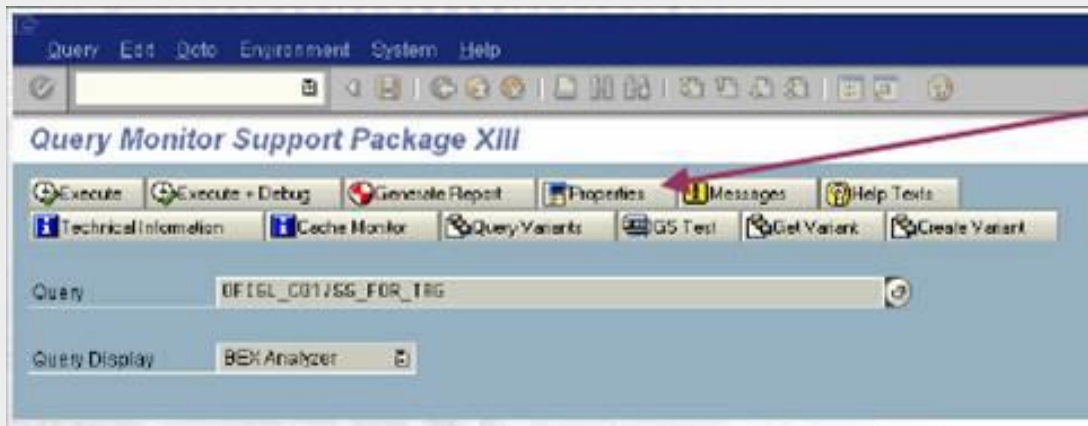 Query Edit Goto Environment System Help
Query Monitor Support Package XIII
Execute Execute + Debug Generate Report Properties Messages Help Texts
Technical Information Cache Monitor Query Variants GS Test Get Variant Create Variant
Query 0FIGL_C01/SS_FOR_TRG
Query Display BEX Analyzer